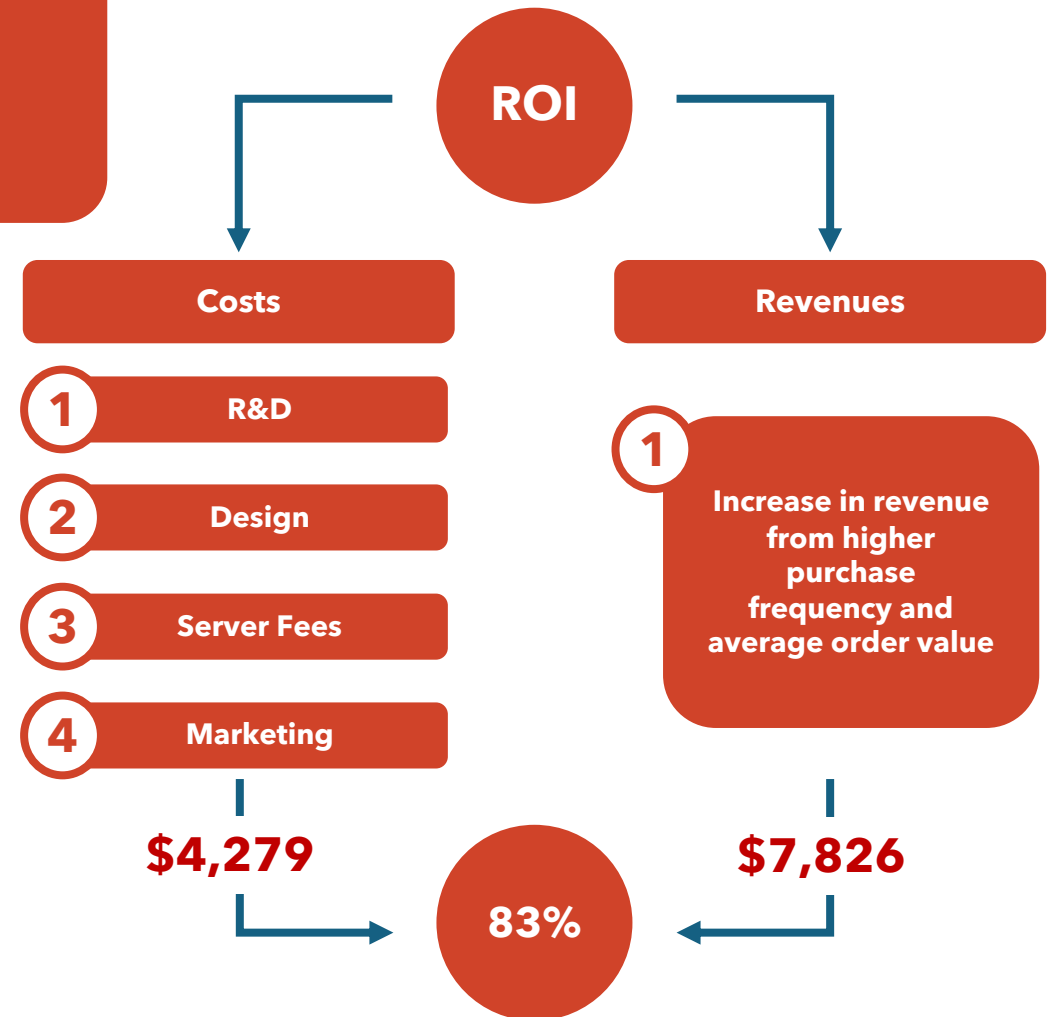 ROI
Costs
1
R&D
2
Design
3
Server Fees
4
Marketing
$4,279
Revenues
1
Increase in revenue
from higher
purchase
frequency and
average order value
$7,826
83%